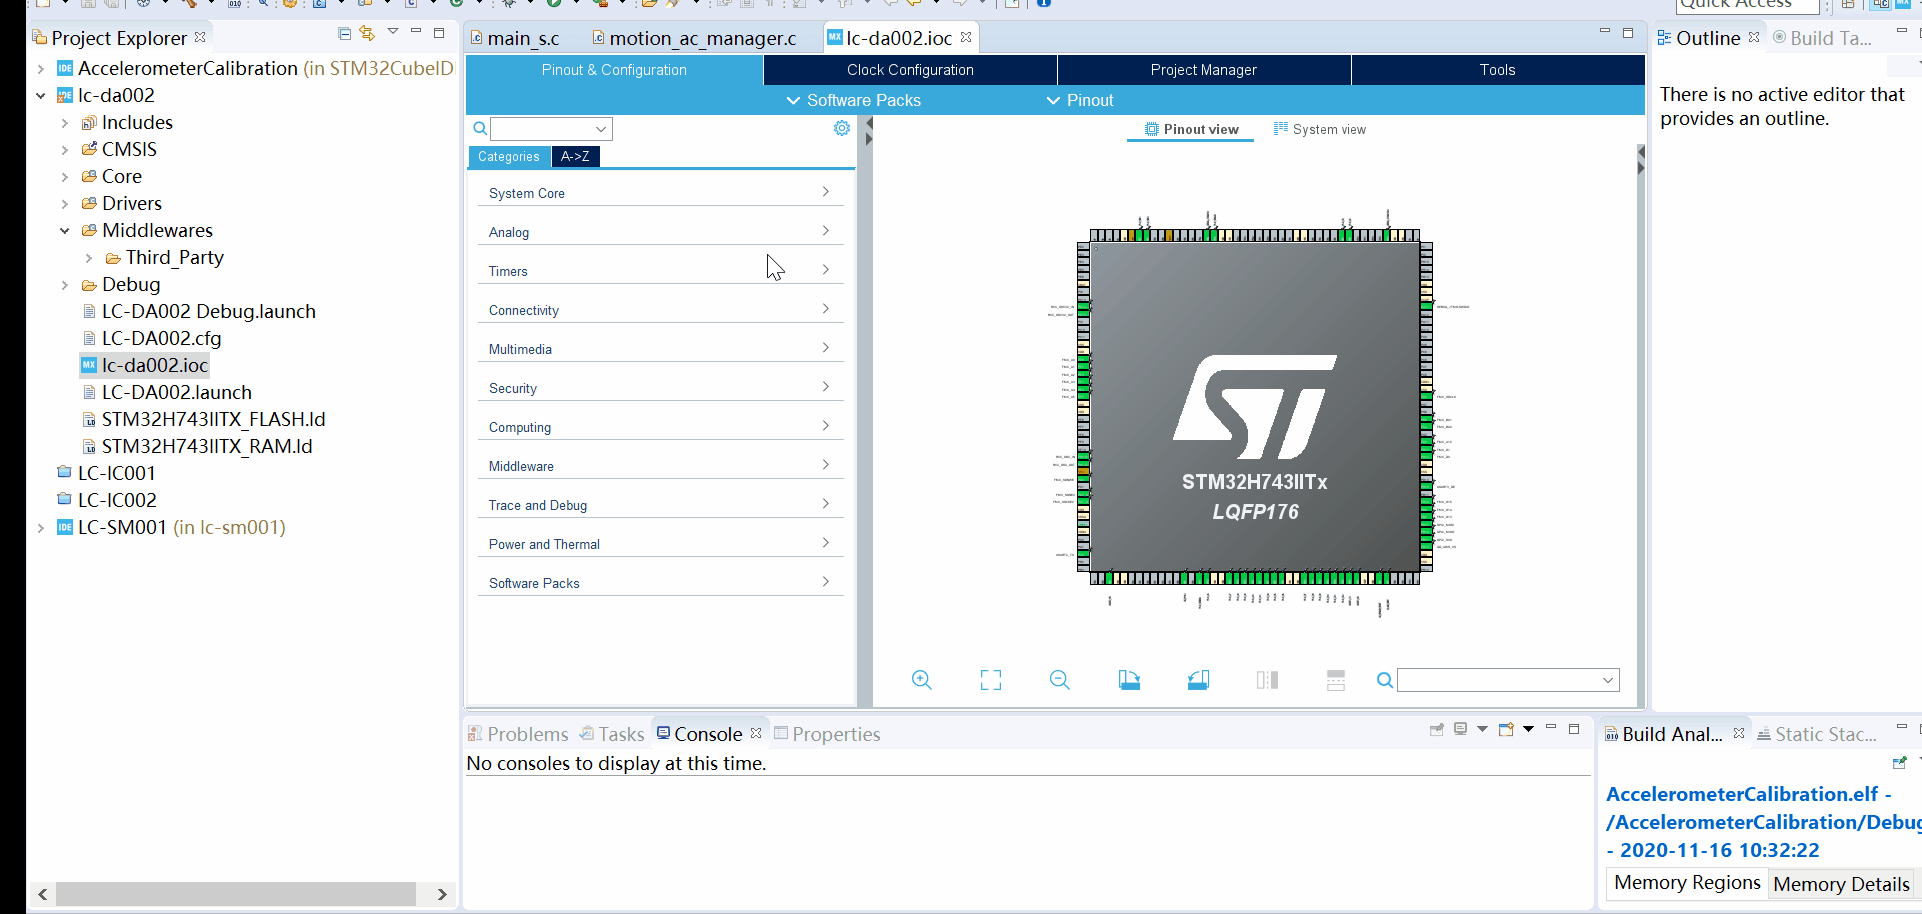 Quick Access
Project Explorer
AccelerometerCalibration (in STM32CubeID
lc-da002
Includes
CMSIS
Core
Drivers
Middlewares
Third_Party
Debug
LC-DA002 Debug.launch
LC-DA002.cfg
lc-da002.ioc
LC-DA002.launch
STM32H743IITX_FLASH.ld
STM32H743IITX_RAM.ld
LC-IC001
LC-IC002
LC-SM001 (in lc-sm001)
main_s.c
motion_ac_manager.c
lc-da002.ioc
Pinout & Configuration
Clock Configuration
Project Manager
Tools
Software Packs
Pinout
Categories
A->Z
System Core
Analog
Timers
Connectivity
Multimedia
Security
Computing
Middleware
Trace and Debug
Power and Thermal
Software Packs
Pinout view
System view
ST
STM32H743IITx
LQFP176
Outline
Build Ta...
There is no active editor that
provides an outline.
Problems
Tasks
Console
Properties
No consoles to display at this time.
Build Anal...
Static Stac...
AccelerometerCalibration.elf -
/AccelerometerCalibration/Debug
- 2020-11-16 10:32:22
Memory Regions
Memory Details